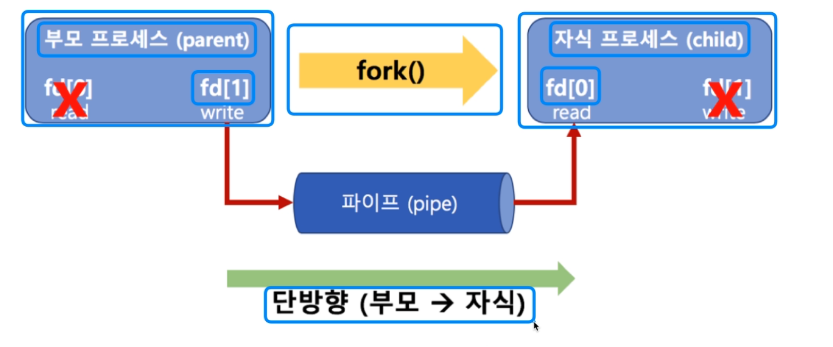 부모 프로세스 (parent)
fork()
자식 프로세스 (child)
fd[0]
fd[1]
fd[0]
fd[1]
read
write
read
write
파이프 (pipe)
단방향 (부모 → 자식)